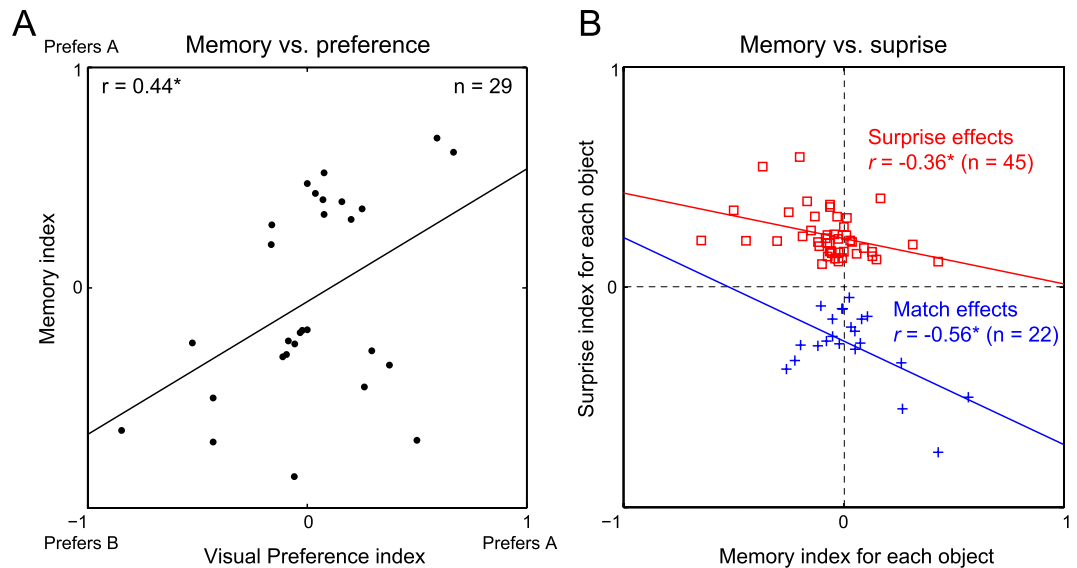 A
Prefers A
Memory vs. preference
1
r = 0.44*
n = 29
Memory index
0
−1
0
1
Prefers B
Visual Preference index
Prefers A
B
Memory vs. suprise
1
Surprise effects
r = -0.36* (n = 45)
Surprise index for each object
0
Match effects
r = -0.56* (n = 22)
−1
0
1
Memory index for each object